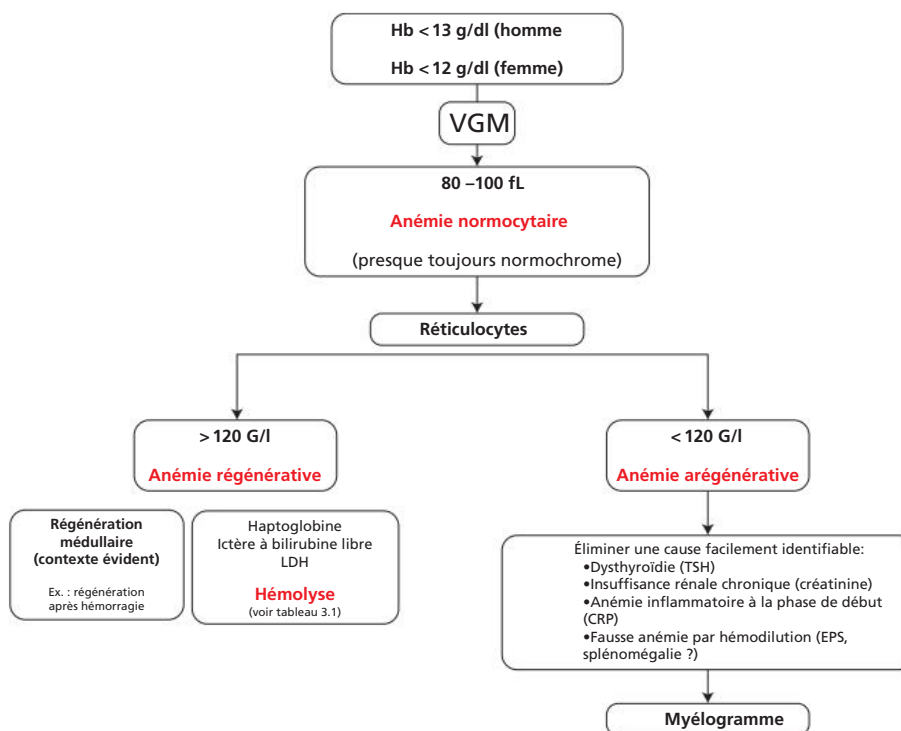 Hb < 13 g/dl (homme
Hb < 12 g/dl (femme)
VGM
80 –100 fL
Anémie normocytaire
(presque toujours normochrome)
Réticulocytes
> 120 G/l
Anémie régénérative
< 120 G/l
Anémie arégénérative
Régénération
médullaire
(contexte évident)
Ex. : régénération
après hémorragie
Haptoglobine
Ictère à bilirubine libre
LDH
Hémolyse
(voir tableau 3.1)
Éliminer une cause facilement identifiable:
•Dysthyroïdie (TSH)
•Insuffisance rénale chronique (créatinine)
•Anémie inflammatoire à la phase de début
(CRP)
•Fausse anémie par hémodilution (EPS,
splénomégalie ?)
Myélogramme